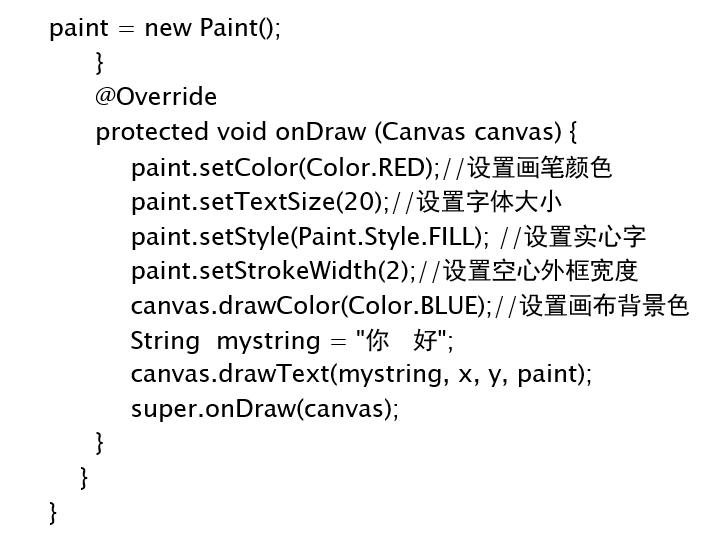 paint = new Paint();
}
@Override
protected void onDraw (Canvas canvas) {
paint.setColor(Color.RED);//设置画笔颜色
paint.setTextSize(20);//设置字体大小
paint.setStyle(Paint.Style.FILL); //设置实心字
paint.setStrokeWidth(2);//设置空心外框宽度
canvas.drawColor(Color.BLUE);//设置画布背景色
String  mystring = "你   好";
canvas.drawText(mystring, x, y, paint);
super.onDraw(canvas);
}
}
}